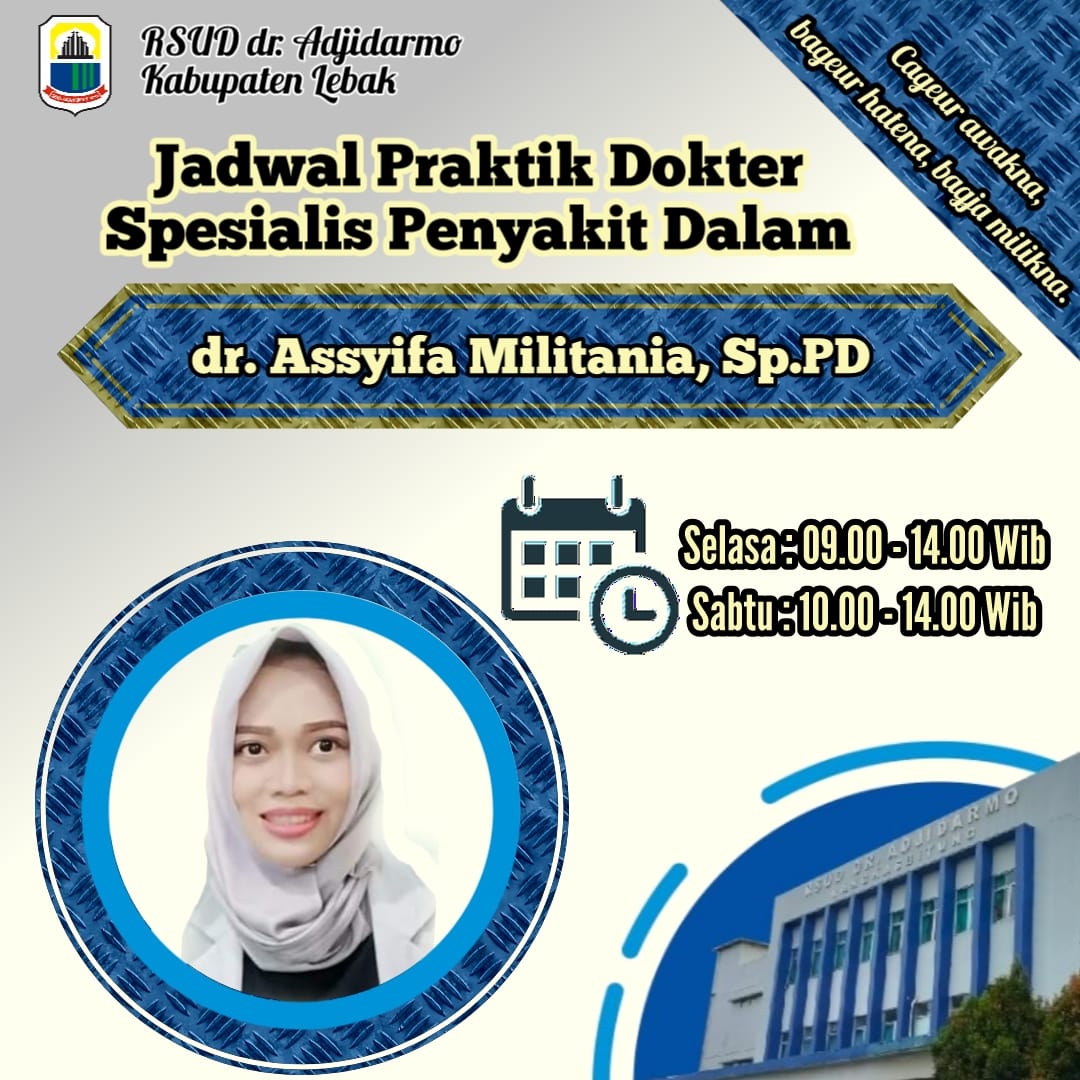 RSUD dr. Adjidarmo
Kabupaten Lebak
Cageur awakna,
bageur hatena, bagja milikna.
Jadwal Praktik Dokter
Spesialis Penyakit Dalam
dr. Assyifa Militania, Sp.PD
Selasa : 09.00 - 14.00 Wib
Sabtu : 10.00 - 14.00 Wib
RSUD DR. ADJIDARMO
RANGKASBITUNG